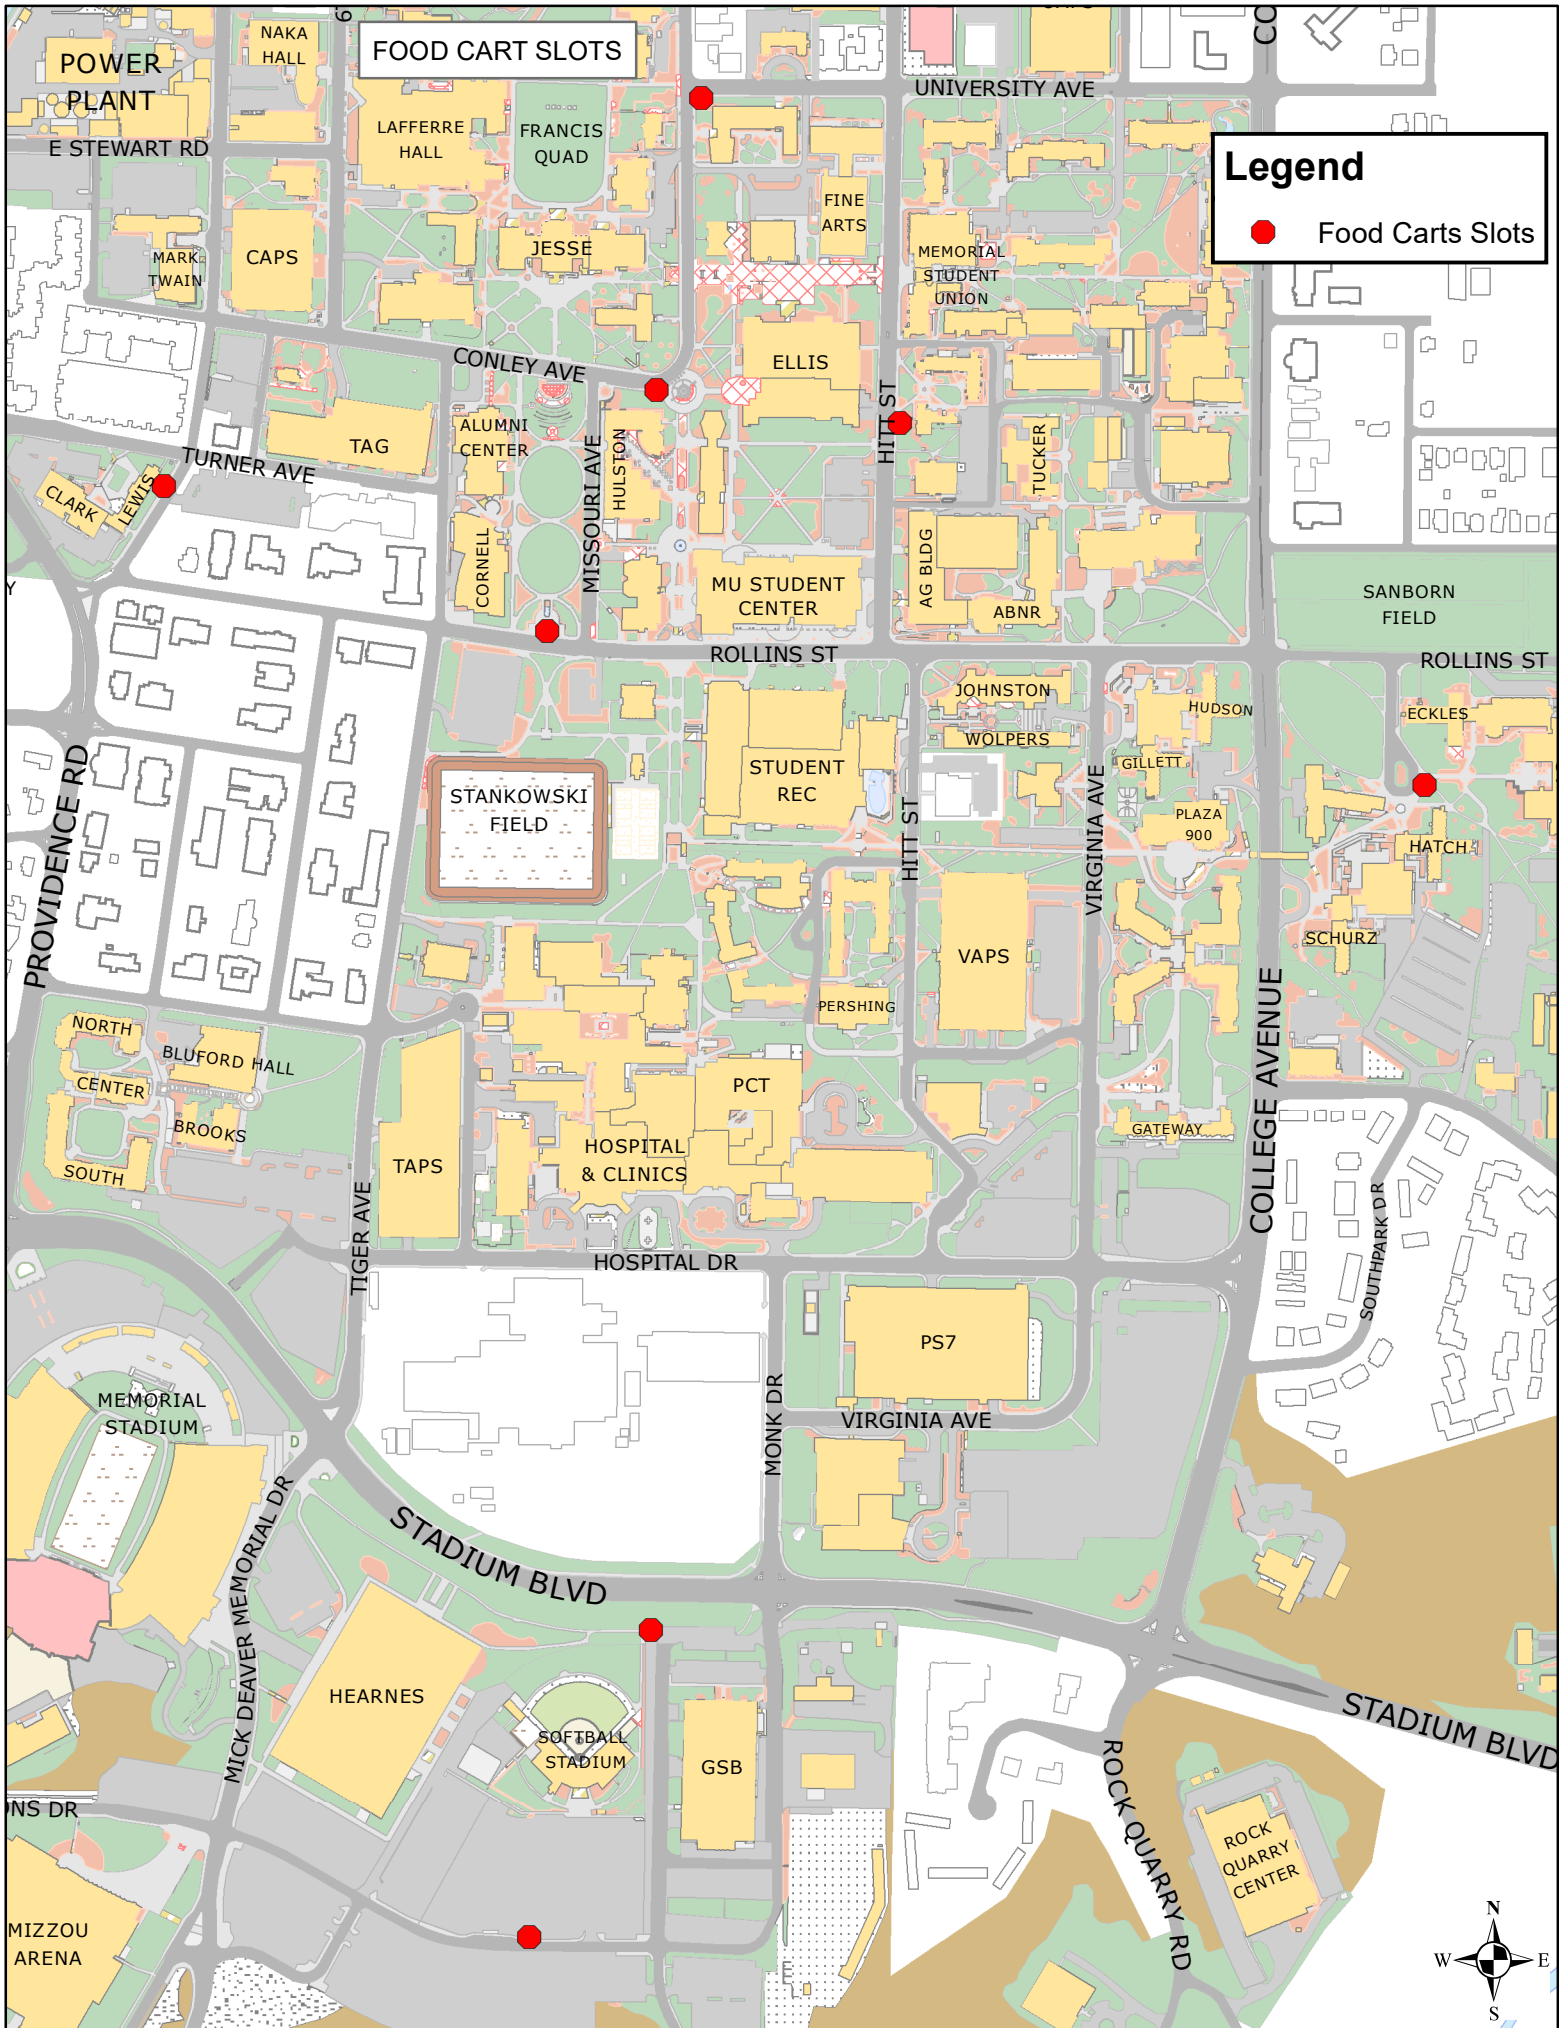 FOOD CART SLOTS
NAKA
HALL
POWER
PLANT
UNIVERSITY AVE
LAFFERRE
HALL
FRANCIS
QUAD
E STEWART RD
Legend
Food Carts Slots
FINE
ARTS
MARK
TWAIN
CAPS
JESSE
MEMORIAL
STUDENT
UNION
CONLEY AVE
ELLIS
HITT ST
ALUMNI
CENTER
TAG
TURNER AVE
MISSOURI AVE
HULSTON
TUCKER
CLARK
LEWIS
CORNELL
MU STUDENT
CENTER
AG BLDG
ABNR
SANBORN
FIELD
ROLLINS ST
ROLLINS ST
JOHNSTON
HUDSON
ECKLES
WOLPERS
GILLETT
STUDENT
REC
STANKOWSKI
FIELD
PLAZA
900
HITT ST
VIRGINIA AVE
HATCH
PROVIDENCE RD
SCHURZ
VAPS
PERSHING
NORTH
BLUFORD HALL
CENTER
BROOKS
SOUTH
PCT
COLLEGE AVENUE
GATEWAY
HOSPITAL
& CLINICS
TAPS
TIGER AVE
SOUTHPARK DR
HOSPITAL DR
PS7
MONK DR
MEMORIAL
STADIUM
VIRGINIA AVE
D
STADIUM BLVD
MICK DEAVER MEMORIAL DR
HEARNES
SOFTBALL
STADIUM
GSB
STADIUM BLVD
ROCK QUARRY RD
ROCK
QUARRY
CENTER
ONS DR
MIZZOU
ARENA
N
W
E
S